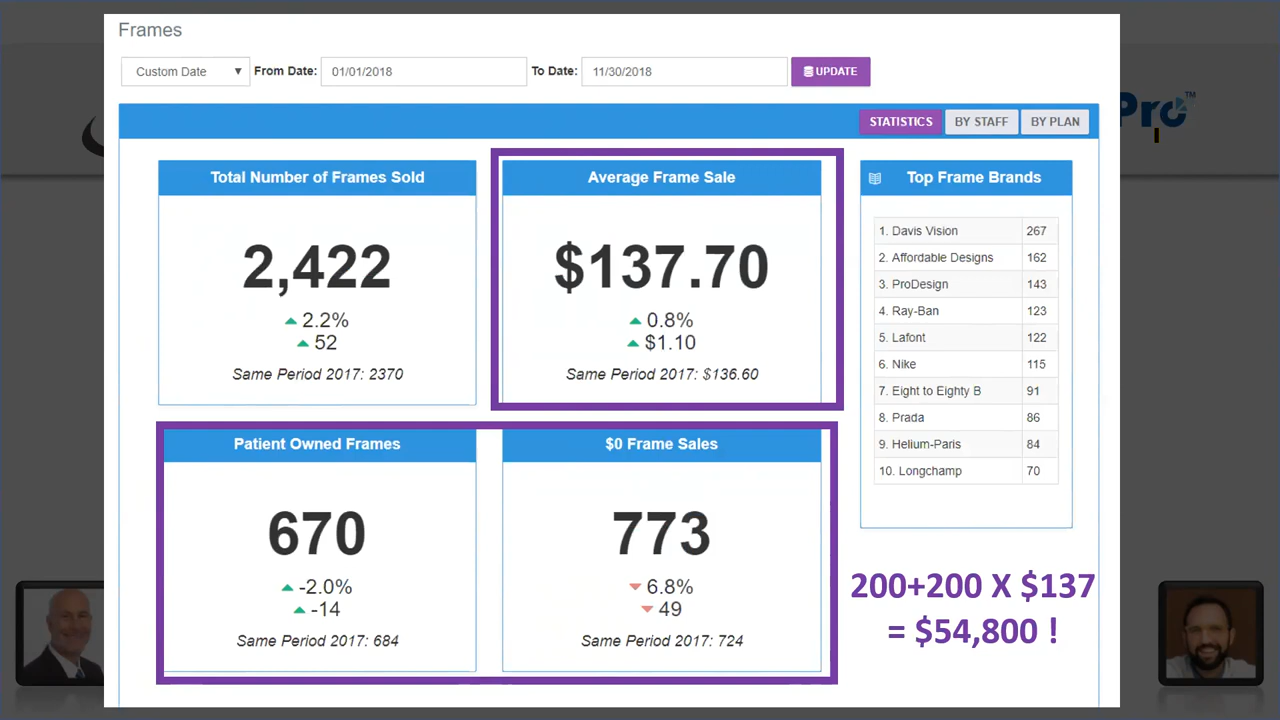 Frames
Custom Date ▼ From Date: 01/01/2018 To Date: 11/30/2018 UPDATE
Pro™
STATISTICS BY STAFF BY PLAN
Total Number of Frames Sold
2,422
2.2%
52
Same Period 2017: 2370
Average Frame Sale
$137.70
0.8%
$1.10
Same Period 2017: $136.60
Top Frame Brands
1. Davis Vision 267
2. Affordable Designs 162
3. ProDesign 143
4. Ray-Ban 123
5. Lafont 122
6. Nike 115
7. Eight to Eighty B 91
8. Prada 86
9. Helium-Paris 84
10. Longchamp 70
Patient Owned Frames
670
-2.0%
-14
Same Period 2017: 684
$0 Frame Sales
773
6.8%
49
Same Period 2017: 724
200+200 X $137
= $54,800 !